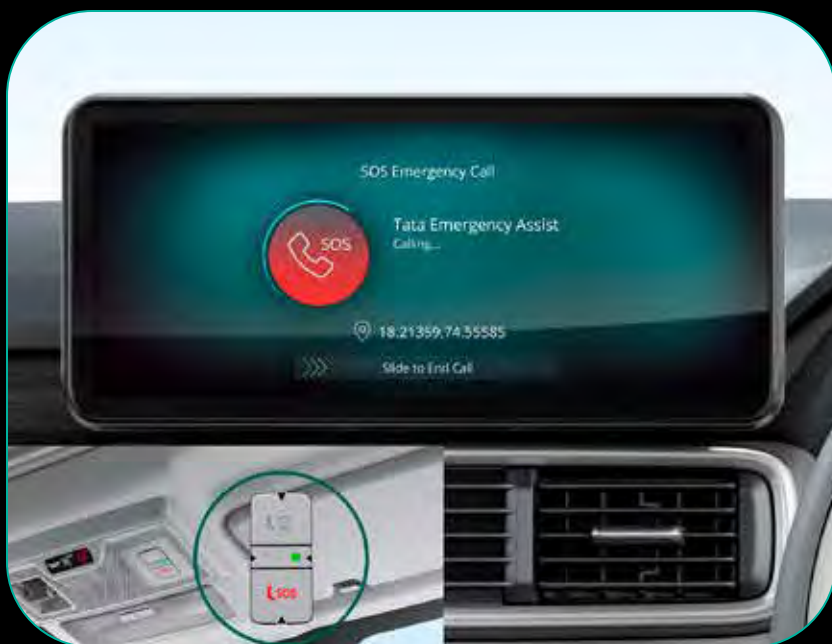 SOS Emergency Call
SOS
Tata Emergency Assist
Calling...
18.21359,74.55585
Slide to End Call
SOS